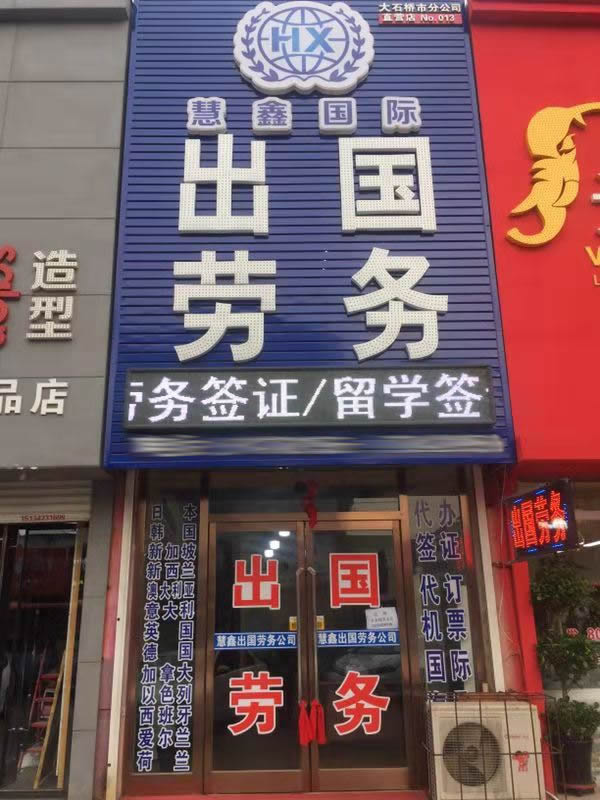 大石桥市分公司
直营店 No.013
HX
慧鑫国际
出国
劳务
劳务签证/留学签
造型
品店
日本
韩国
新加坡
新西兰
澳大利亚
意大利
英国
德国
加拿大
以色列
西班牙
爱尔兰
荷兰
出国
慧鑫出国劳务公司
慧鑫出国劳务公司
劳务
代办
签证
代订
机票
国际
出国劳务